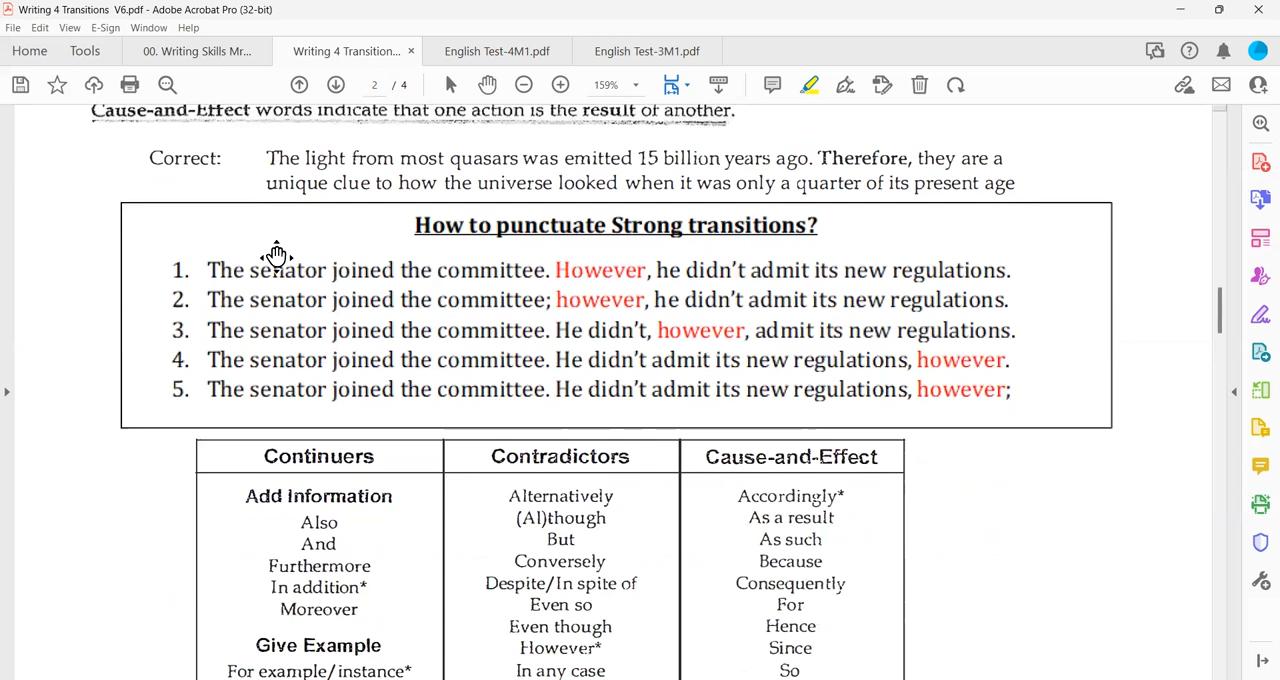 Writing 4 Transitions V6.pdf - Adobe Acrobat Pro (32-bit)
File Edit View E-Sign Window Help
Home Tools 00. Writing Skills Mr... Writing 4 Transition... × English Test-4M1.pdf English Test-3M1.pdf
2 / 4 159%
Cause-and-Effect words indicate that one action is the result of another.
Correct: The light from most quasars was emitted 15 billion years ago. Therefore, they are a
unique clue to how the universe looked when it was only a quarter of its present age
How to punctuate Strong transitions?
1. The senator joined the committee. However, he didn't admit its new regulations.
2. The senator joined the committee; however, he didn't admit its new regulations.
3. The senator joined the committee. He didn't, however, admit its new regulations.
4. The senator joined the committee. He didn't admit its new regulations, however.
5. The senator joined the committee. He didn't admit its new regulations, however;
Continuers Contradictors Cause-and-Effect
Add Information Alternatively Accordingly*
Also (Al)though As a result
And But As such
Furthermore Conversely Because
In addition* Despite/In spite of Consequently
Moreover Even so For
Even though Hence
Give Example However* Since
For example/instance* In any case So